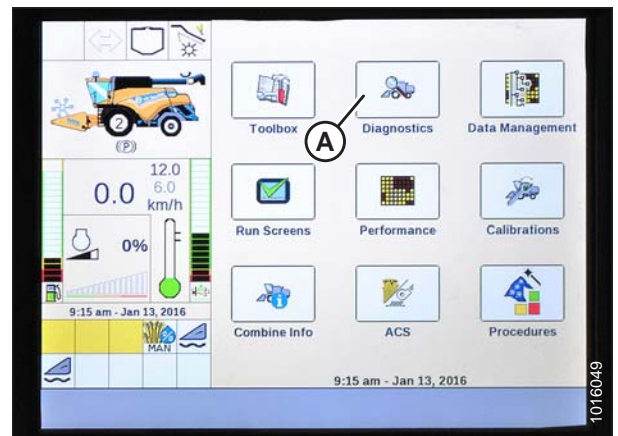 2
(P)
12.0
6.0
0.0 km/h
0%
9:15 am - Jan 13, 2016
MAN
Toolbox
Diagnostics
Data Management
A
Run Screens
Performance
Calibrations
Combine Info
ACS
Procedures
9:15 am - Jan 13, 2016
1016049